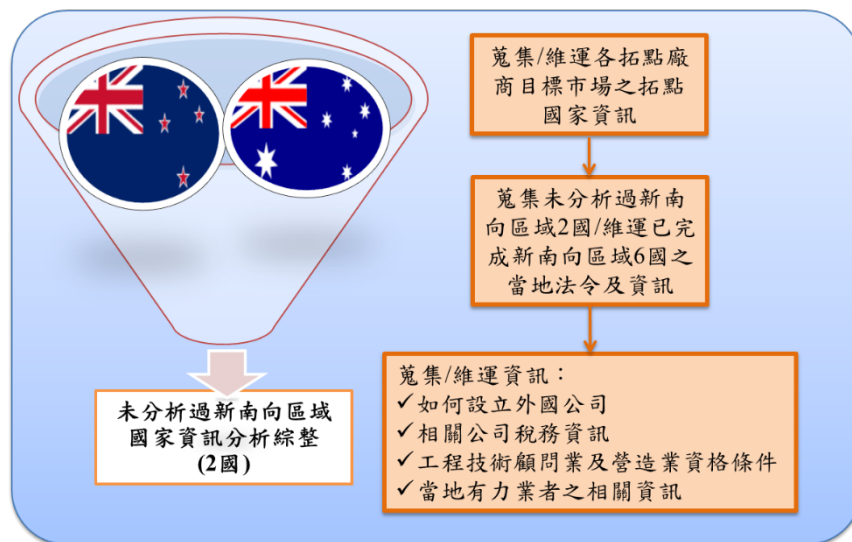 蒐集/維運各拓點廠
商目標市場之拓點
國家資訊
蒐集未分析過新南
向區域2國/維運已完
成新南向區域6國之
當地法令及資訊
蒐集/維運資訊：
✓如何設立外國公司
✓相關公司稅務資訊
✓工程技術顧問業及營造業資格條件
✓當地有力業者之相關資訊
未分析過新南向區域
國家資訊分析綜整
(2國)